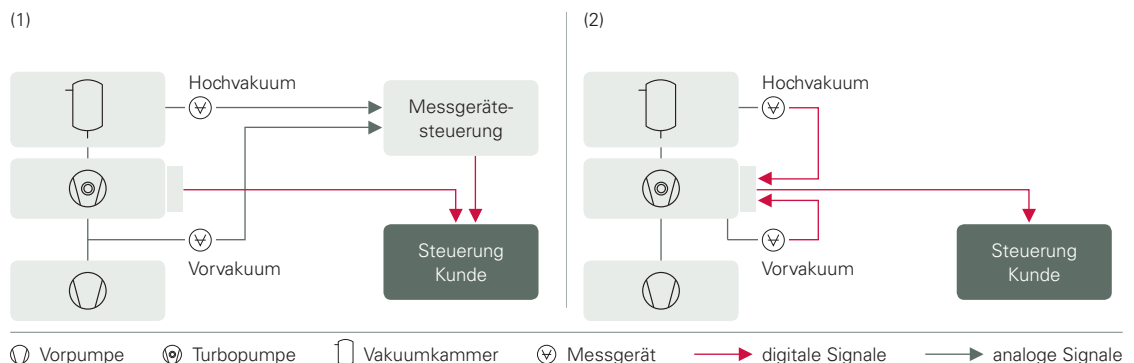 (1)
Hochvakuum
Messgeräte-
steuerung
Steuerung
Kunde
Vorvakuum
(2)
Hochvakuum
Vorvakuum
Steuerung
Kunde
Vorpumpe
Turbopumpe
Vakuumkammer
Messgerät
digitale Signale
analoge Signale